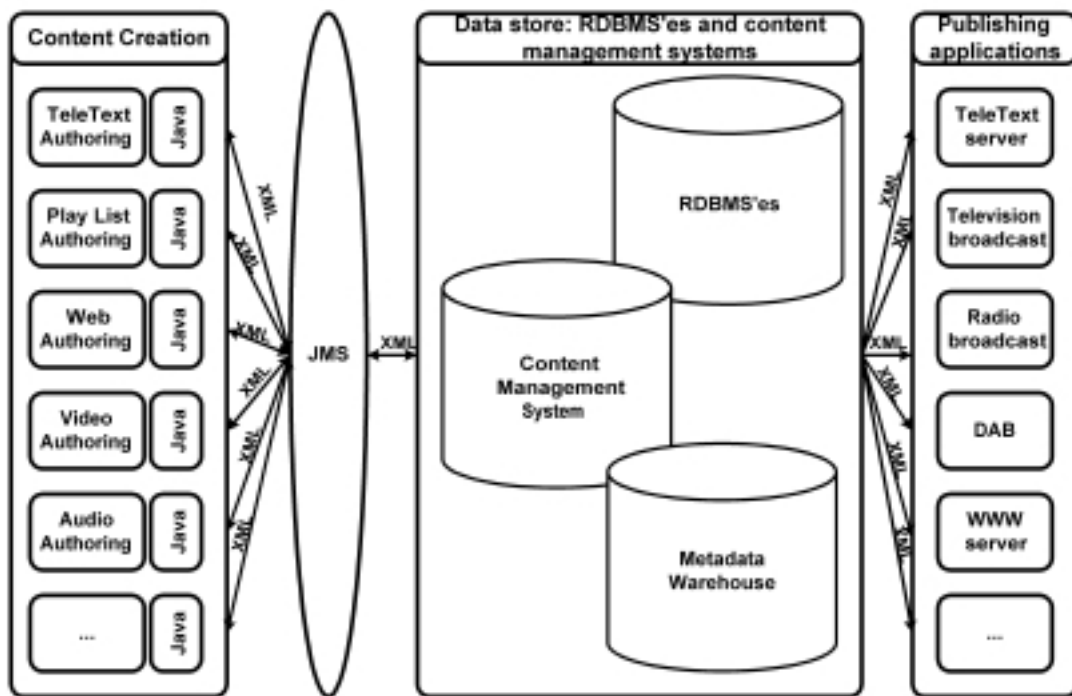 Content Creation
TeleText
Authoring
Java
Play List
Authoring
Java
Web
Authoring
Java
Video
Authoring
Java
Audio
Authoring
Java
...
Java
XML
XML
XML
XML
XML
XML
JMS
XML
Data store: RDBMS'es and content
management systems
RDBMS'es
Content
Management
System
Metadata
Warehouse
XML
XML
XML
XML
XML
XML
Publishing
applications
TeleText
server
Television
broadcast
Radio
broadcast
DAB
WWW
server
...